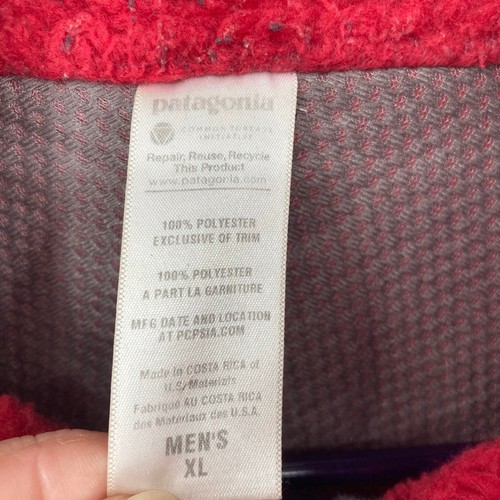 patagonia
COMMON THREADS
INITIATIVE
Repair, Reuse, Recycle
This Product
www.patagonia.com
100% POLYESTER
EXCLUSIVE OF TRIM
100% POLYESTER
A PART LA GARNITURE
MFG DATE AND LOCATION
AT PCPSIA.COM
Made in COSTA RICA of
U.S. Materials
Fabriqué AU COSTA RICA
des Materiaux des U.S.A.
MEN'S
XL